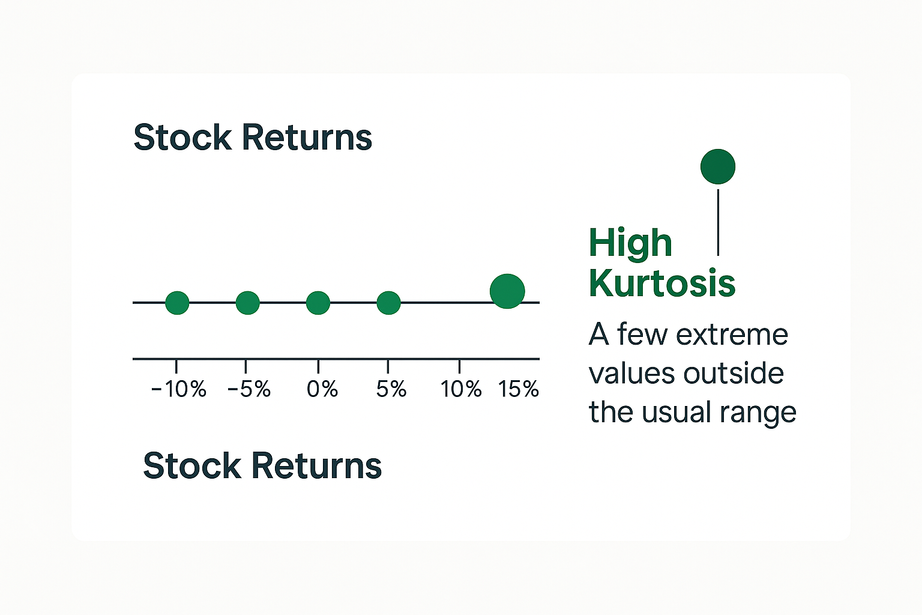 Stock Returns
−10% −5% 0% 5% 10% 15%
Stock Returns
High
Kurtosis
A few extreme
values outside
the usual range